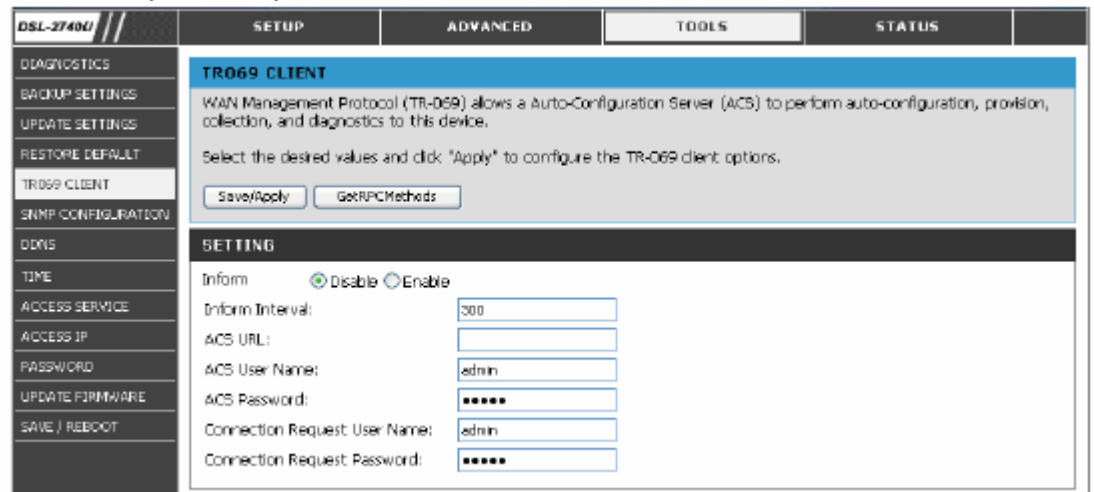 DSL-2740U
SETUP ADVANCED TOOLS STATUS
DIAGNOSTICS
BACKUP SETTINGS
UPDATE SETTINGS
RESTORE DEFAULT
TR069 CLIENT
SNMP CONFIGURATION
DDNS
TIME
ACCESS SERVICE
ACCESS IP
PASSWORD
UPDATE FIRMWARE
SAVE / REBOOT
TR069 CLIENT
WAN Management Protocol (TR-069) allows a Auto-Configuration Server (ACS) to perform auto-configuration, provision,
collection, and diagnostics to this device.
Select the desired values and click "Apply" to configure the TR-069 client options.
Save/Apply GetRPCMethods
SETTING
Inform Disable Enable
Inform Interval: 300
ACS URL:
ACS User Name: admin
ACS Password: •••••
Connection Request User Name: admin
Connection Request Password: •••••